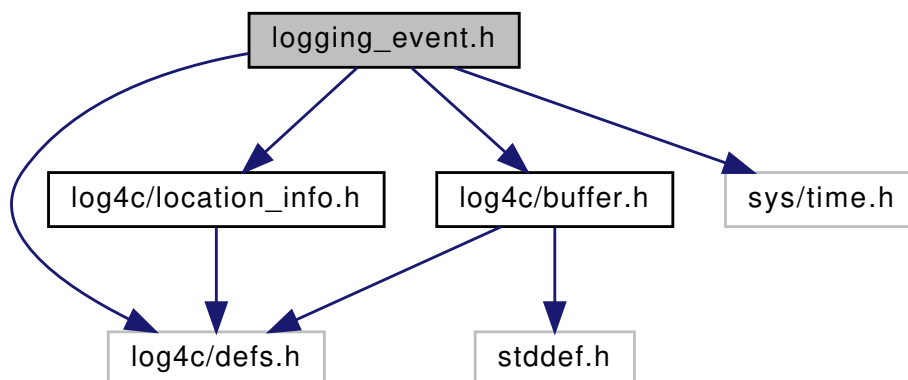 logging_event.h
log4c/location_info.h
log4c/buffer.h
sys/time.h
log4c/defs.h
stddef.h